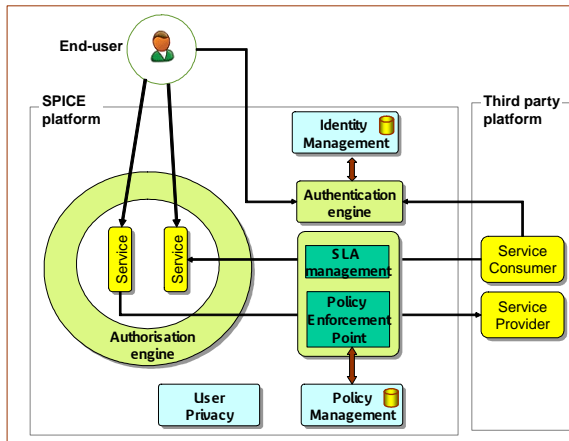 End-user
SPICE
platform
Third party
platform
Identity
Management
Authentication
engine
Service
Service
SLA
management
Service
Consumer
Policy
Enforcement
Point
Service
Provider
Authorisation
engine
User
Privacy
Policy
Management